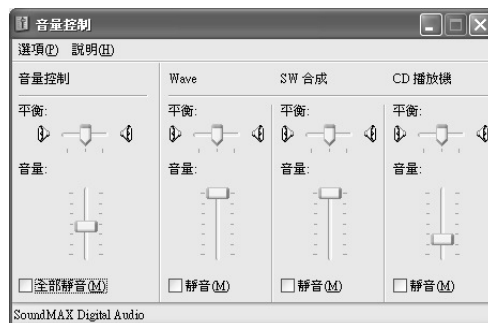 音量控制
選項(P) 說明(H)
音量控制 Wave SW 合成 CD 播放機
平衡: 平衡: 平衡: 平衡:
音量: 音量: 音量: 音量:
全部靜音(M) 靜音(M) 靜音(M) 靜音(M)
SoundMAX Digital Audio